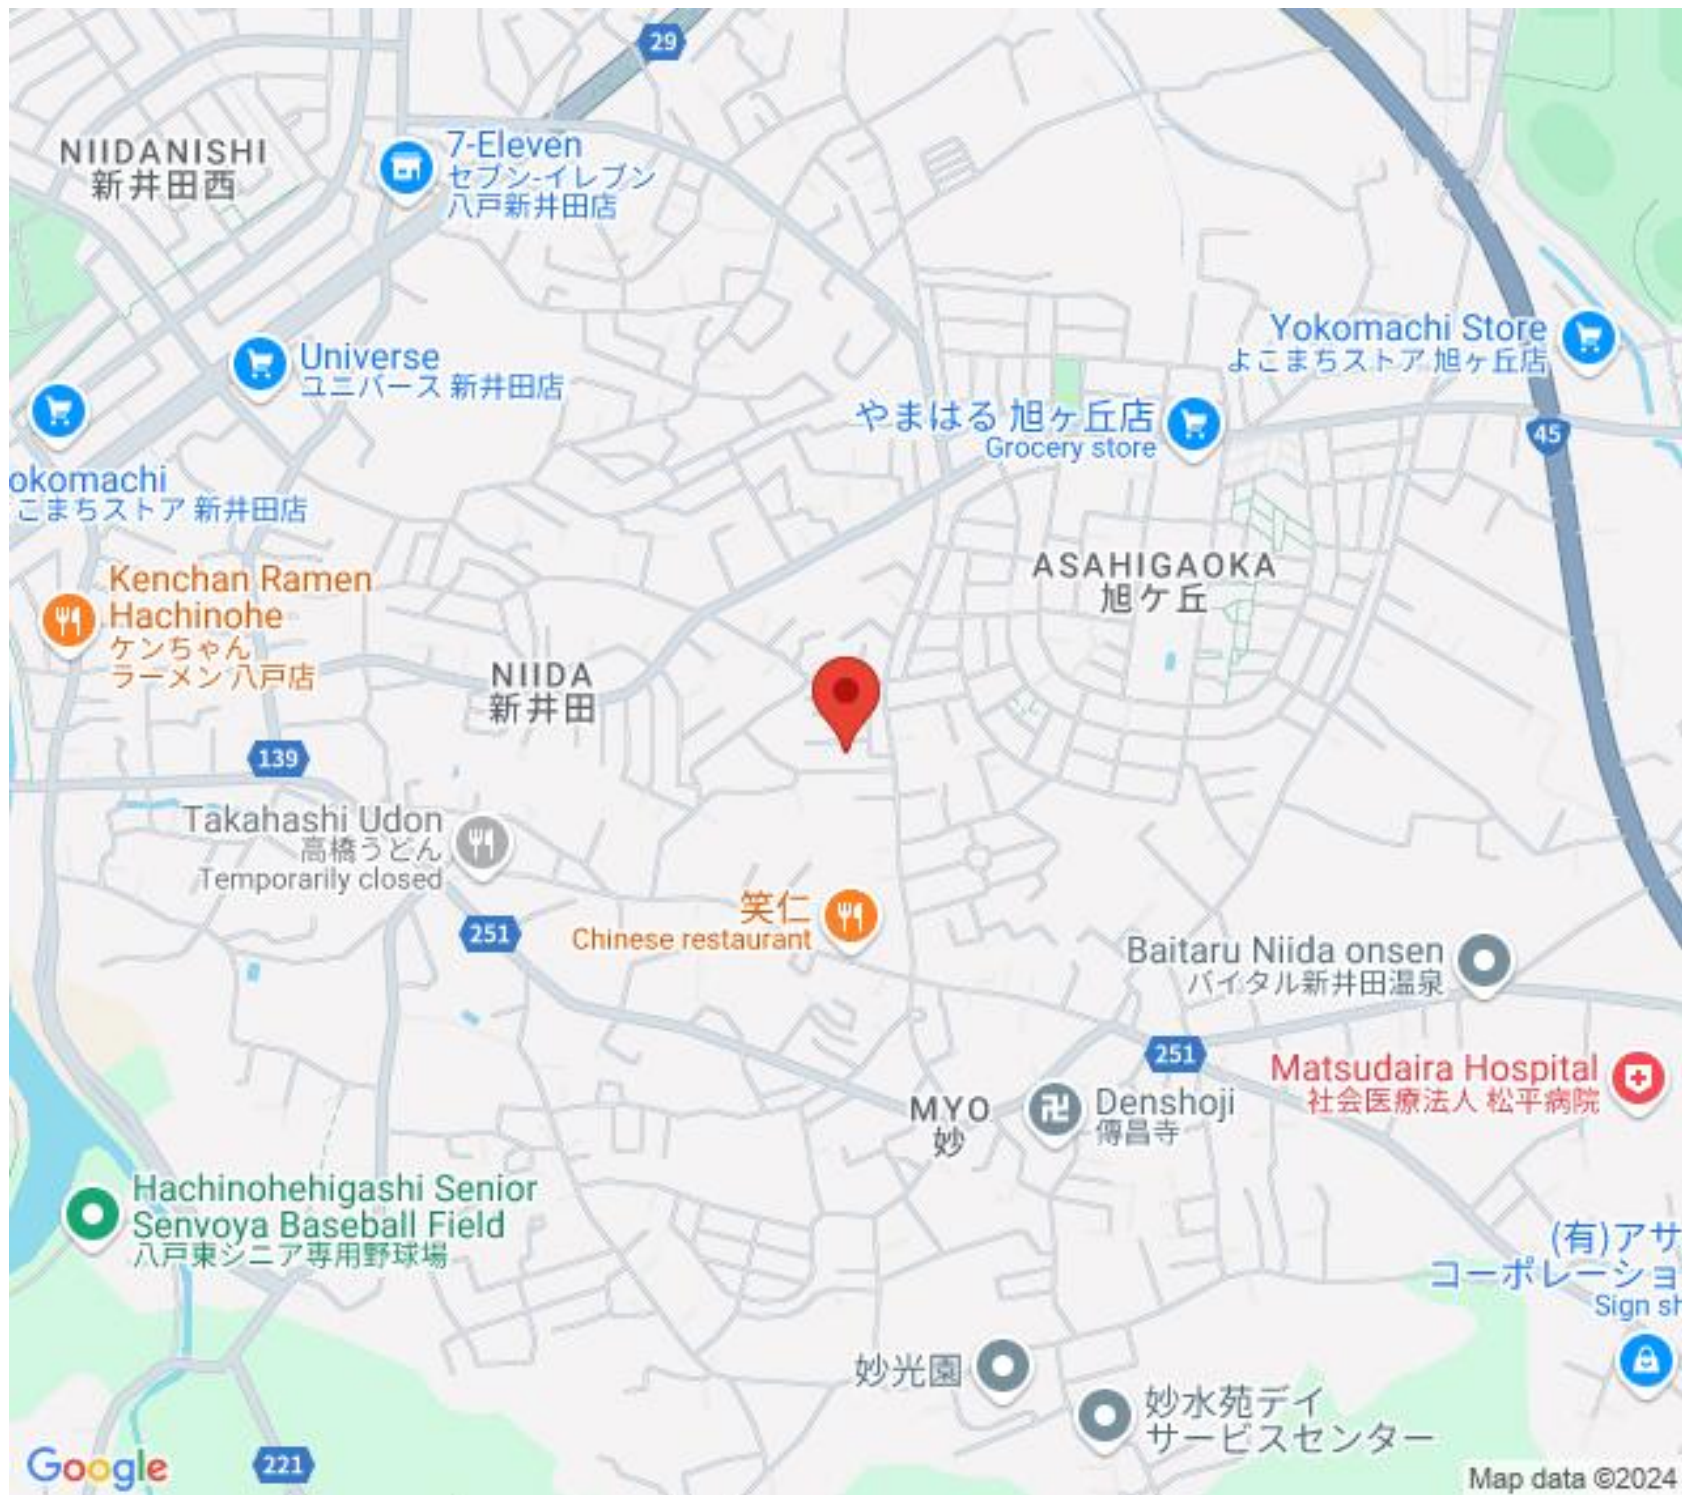 29
NIIDANISHI
新井田西
7-Eleven
セブン-イレブン
八戸新井田店
Universe
ユニバース 新井田店
Yokomachi Store
よこまちストア 旭ヶ丘店
やまはる 旭ヶ丘店
Grocery store
45
okomachi
こまちストア 新井田店
Kenchan Ramen
Hachinohe
ケンちゃん
ラーメン 八戸店
ASAHIGAOKA
旭ケ丘
NIIDA
新井田
139
Takahashi Udon
高橋うどん
Temporarily closed
251
笑仁
Chinese restaurant
Baitaru Niida onsen
バイタル新井田温泉
251
Matsudaira Hospital
社会医療法人 松平病院
MYO
妙
Denshoji
傳昌寺
Hachinohehigashi Senior
Senvoya Baseball Field
八戸東シニア専用野球場
(有)アサ
コーポレーショ
Sign sh
妙光園
妙水苑デイ
サービスセンター
221
Google
Map data ©2024